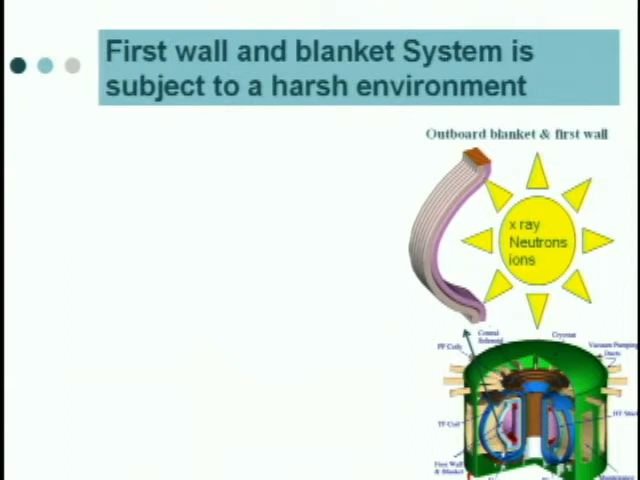 First wall and blanket System is
subject to a harsh environment
Outboard blanket & first wall
x ray
Neutrons
ions
Central
Solenoid
Cryostat
PF Coils
Vacuum Pumping
Ducts
TF Coil
First Wall
& Blanket
Maintenance